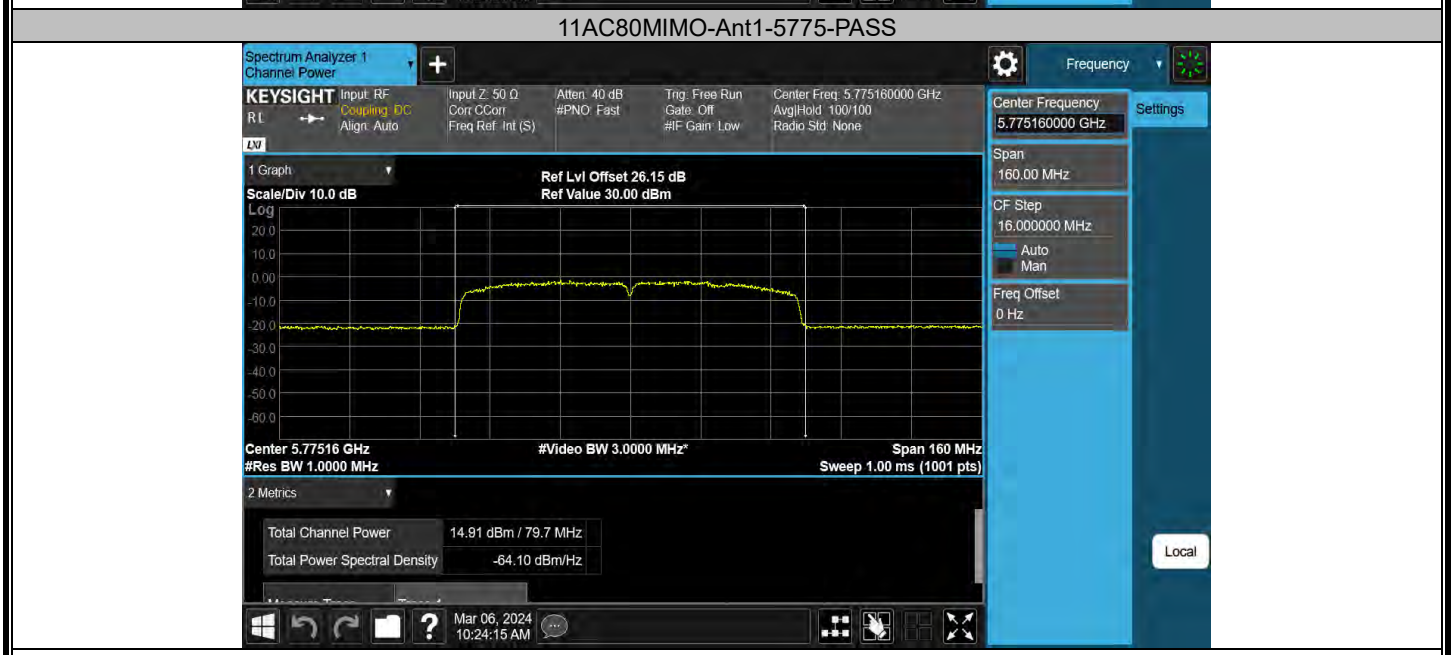 11AC80MIMO-Ant1-5775-PASS
Spectrum Analyzer 1
Channel Power
Frequency
KEYSIGHT
RL
LXI
Input: RF
Coupling: DC
Align: Auto
Input Z: 50 Ω
Corr CCorr
Freq Ref: Int (S)
Atten: 40 dB
#PNO: Fast
Trig: Free Run
Gate: Off
#IF Gain: Low
Center Freq: 5.775160000 GHz
Avg|Hold: 100/100
Radio Std: None
Center Frequency
5.775160000 GHz
Settings
Span
160.00 MHz
CF Step
16.000000 MHz
Auto
Man
Freq Offset
0 Hz
Local
1 Graph
Scale/Div 10.0 dB
Ref Lvl Offset 26.15 dB
Ref Value 30.00 dBm
Log
20.0
10.0
0.00
-10.0
-20.0
-30.0
-40.0
-50.0
-60.0
Center 5.77516 GHz
#Video BW 3.0000 MHz*
Span 160 MHz
#Res BW 1.0000 MHz
Sweep 1.00 ms (1001 pts)
2 Metrics
Total Channel Power 14.91 dBm / 79.7 MHz
Total Power Spectral Density -64.10 dBm/Hz
Mar 06, 2024
10:24:15 AM